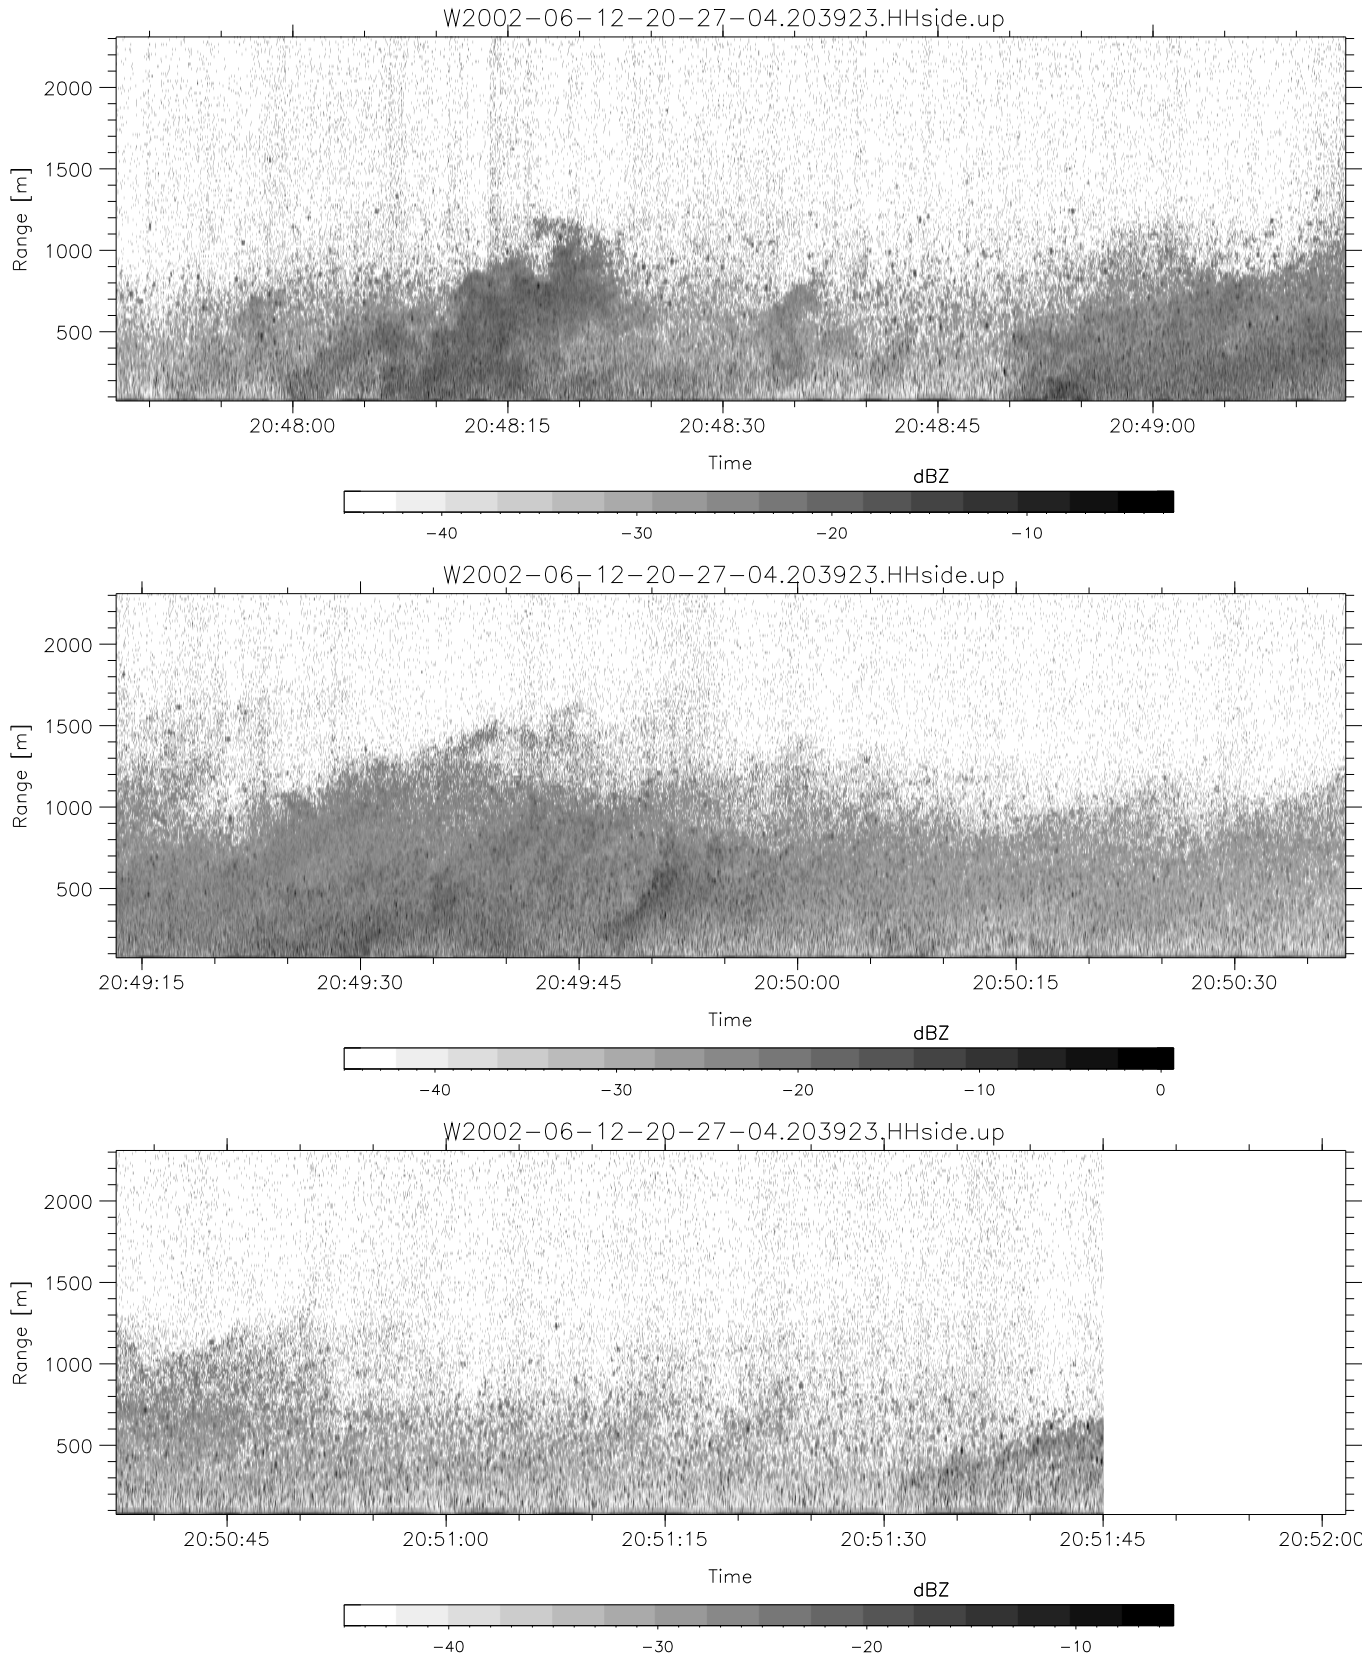 W2002-06-12-20-27-04.203923.HHside.up
2000
1500
1000
500
Range [m]
20:48:00 20:48:15 20:48:30 20:48:45 20:49:00
Time
dBZ
-40 -30 -20 -10
W2002-06-12-20-27-04.203923.HHside.up
2000
1500
1000
500
Range [m]
20:49:15 20:49:30 20:49:45 20:50:00 20:50:15 20:50:30
Time
dBZ
-40 -30 -20 -10 0
W2002-06-12-20-27-04.203923.HHside.up
2000
1500
1000
500
Range [m]
20:50:45 20:51:00 20:51:15 20:51:30 20:51:45 20:52:00
Time
dBZ
-40 -30 -20 -10